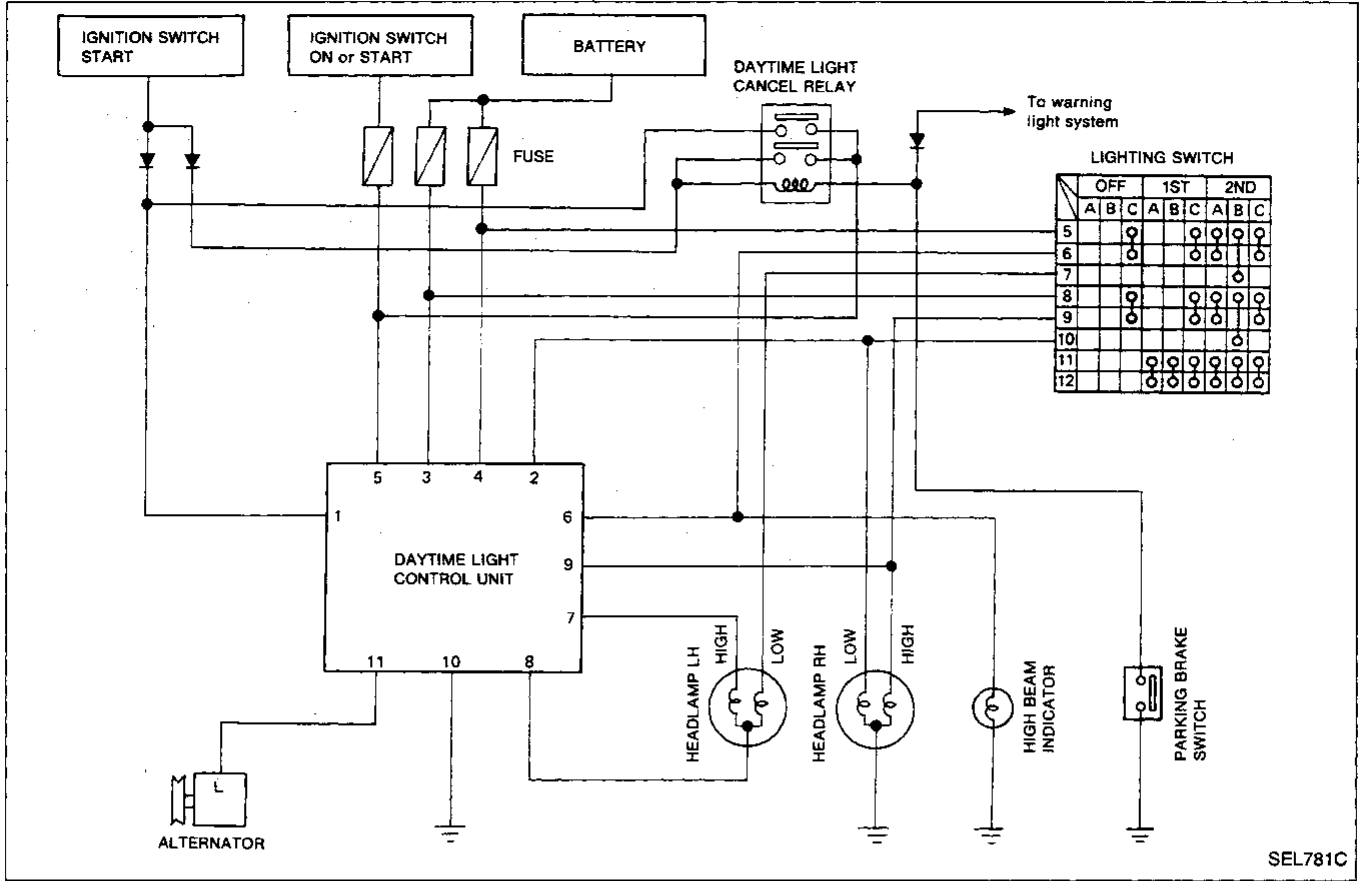 IGNITION SWITCH
START
IGNITION SWITCH
ON or START
BATTERY
DAYTIME LIGHT
CANCEL RELAY
To warning
light system
FUSE
LIGHTING SWITCH
OFF 1ST 2ND
A B C A B C A B C
5
6
7
8
9
10
11
12
5 3 4 2
1
6
DAYTIME LIGHT
CONTROL UNIT
9
7
11 10 8
HEADLAMP LH
HIGH
LOW
HEADLAMP RH
LOW
HIGH
HIGH BEAM
INDICATOR
PARKING BRAKE
SWITCH
L
ALTERNATOR
SEL781C